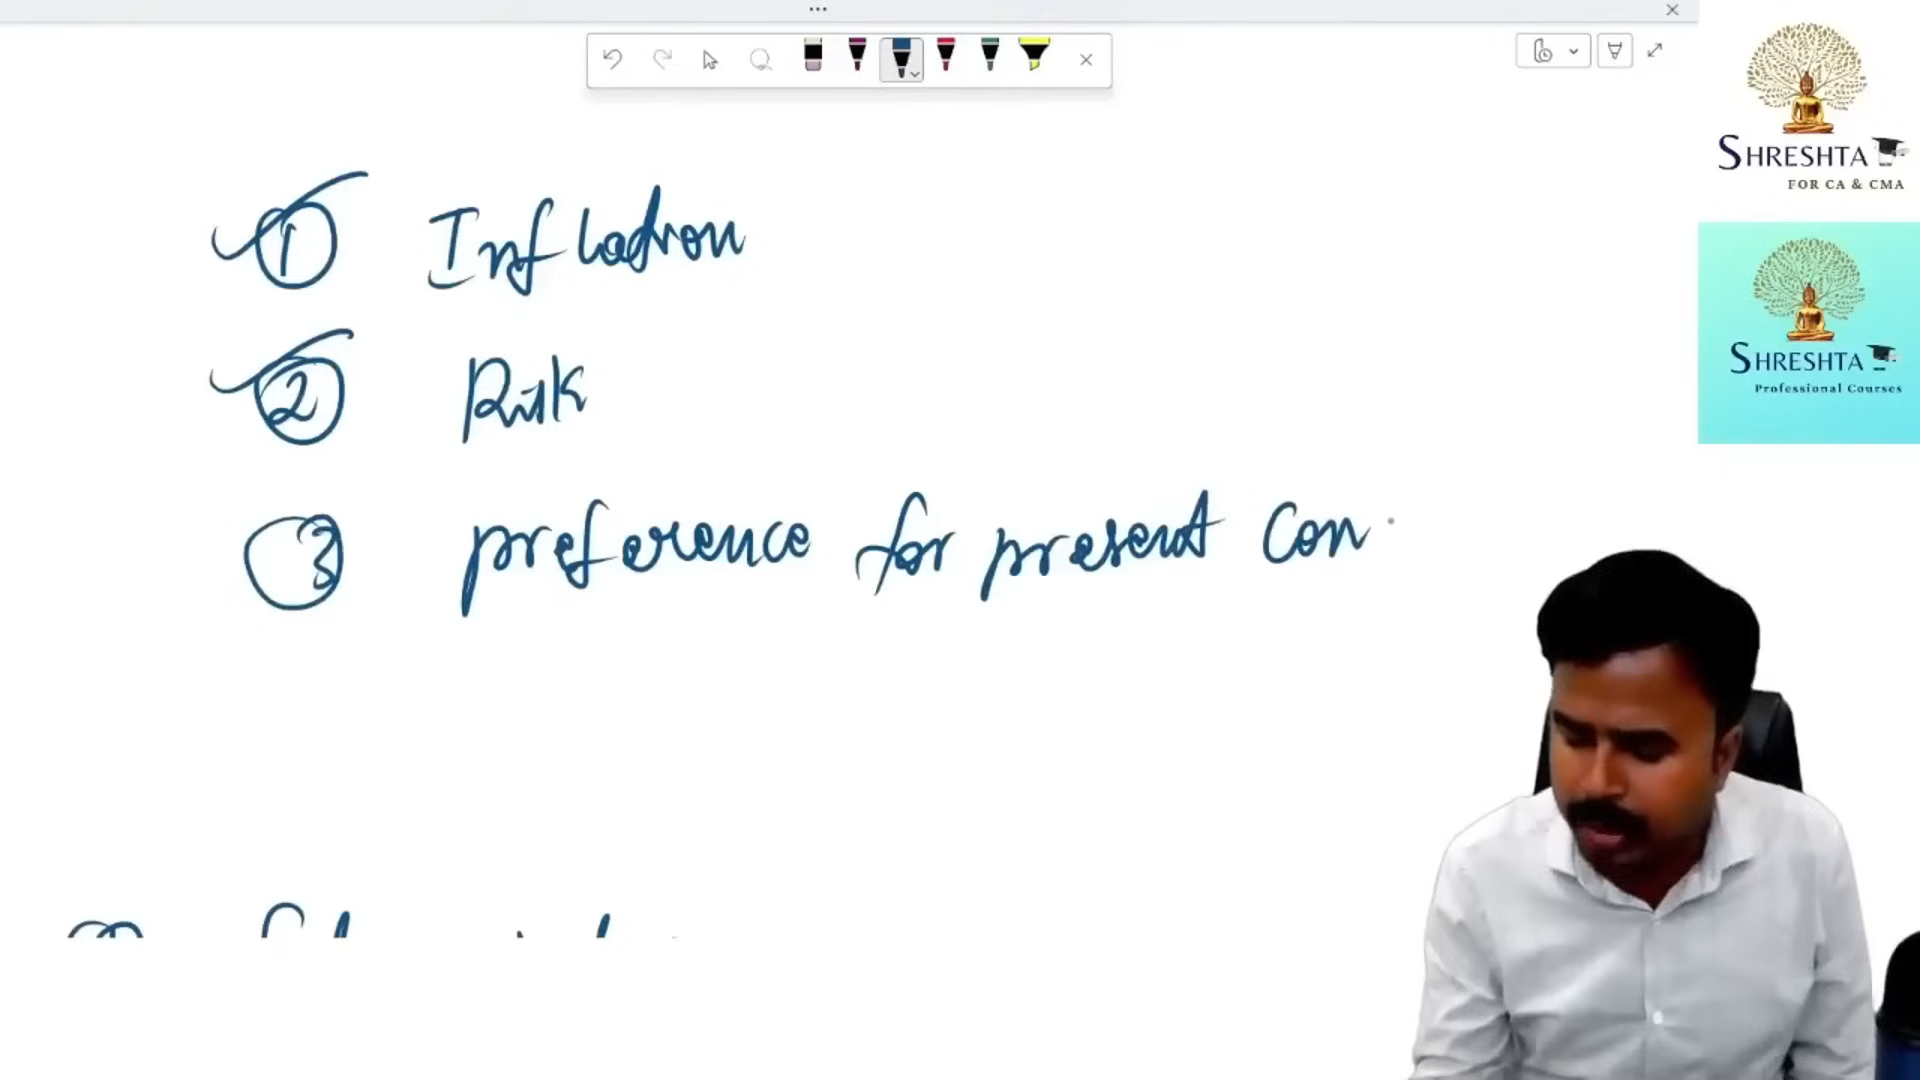 SHRESHTA
FOR CA & CMA
① Inflation
② Risk
③ preference for present con
SHRESHTA
Professional Courses